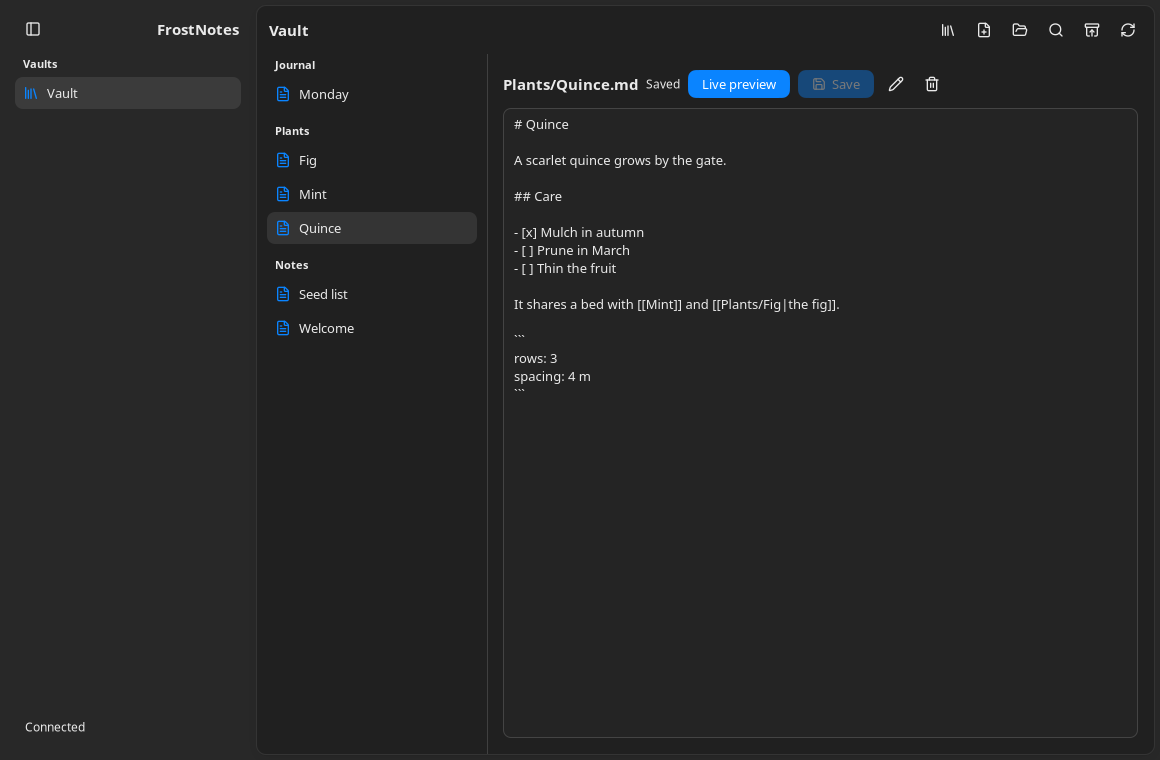 FrostNotes
Vaults
Vault
Connected
Vault
Journal
Monday
Plants
Fig
Mint
Quince
Notes
Seed list
Welcome
Plants/Quince.md Saved Live preview Save
# Quince
A scarlet quince grows by the gate.
## Care
- [x] Mulch in autumn
- [ ] Prune in March
- [ ] Thin the fruit
It shares a bed with [[Mint]] and [[Plants/Fig|the fig]].
```
rows: 3
spacing: 4 m
```